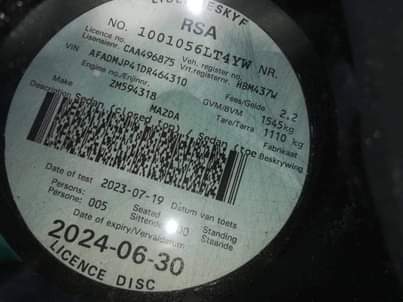 RSA
NO. 1001056LT4YW NR.
Licence no./ CAA496875 Veh. register no./ HBM437W
Lisensienr. Vrt.registernr.
VIN AFADMJP41DR464310 Fees/Gelde 2.2
Engine no./Enjinnr. ZM594318 GVM/BVM 1545kg
Make MAZDA Tare/Tarra 1110 kg Fabrikaat
Description Sedan (closed top) / Sedan (toe Beskrywing
Date of test 2023-07-19 Datum van toets
Persons: Seated Standing
Persone: 005 Sittende Staande
Date of expiry/Vervaldatum
2024-06-30
LICENCE DISC